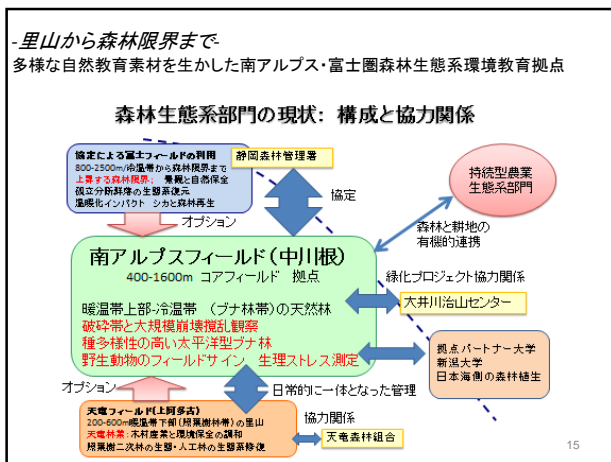 -里山から森林限界まで-
多様な自然教育素材を生かした南アルプス・富士圏森林生態系環境教育拠点
森林生態系部門の現状: 構成と協力関係
協定による富士フィールドの利用
800-2500m/冷温帯から森林限界まで
上昇する森林限界: 景観と自然保全
孤立分断群落の生態系復元
温暖化インパクト シカと森林再生
静岡森林管理署
持続型農業
生態系部門
オプション
協定
森林と耕地の
有機的連携
南アルプスフィールド(中川根)
400-1600m コアフィールド 拠点
暖温帯上部-冷温帯 (ブナ林帯)の天然林
破砕帯と大規模崩壊撹乱観察
種多様性の高い太平洋型ブナ林
野生動物のフィールドサイン 生理ストレス測定
緑化プロジェクト協力関係
大井川治山センター
拠点パートナー大学
新潟大学
日本海側の森林植生
オプション
日常的に一体となった管理
天竜フィールド(上阿多古)
200-600m暖温帯下部(照葉樹林帯)の里山
天竜林業:木材産業と環境保全の調和
照葉樹二次林の生態・人工林の生態系修復
協力関係
天竜森林組合
15